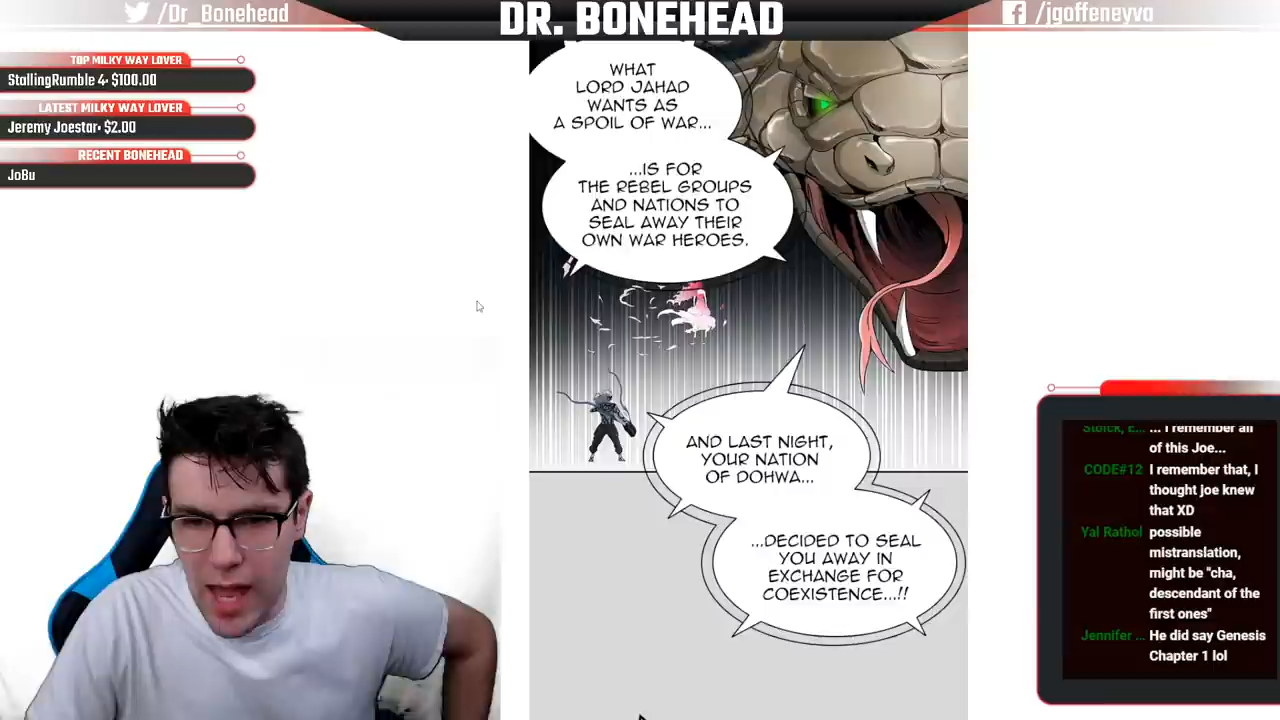 /Dr_Bonehead
DR. BONEHEAD
/jgoffeneyva
TOP MILKY WAY LOVER
StallingRumble 4• $100.00
LATEST MILKY WAY LOVER
Jeremy Joestar• $2.00
RECENT BONEHEAD
JoBu
WHAT
LORD JAHAD
WANTS AS
A SPOIL OF WAR...
...IS FOR
THE REBEL GROUPS
AND NATIONS TO
SEAL AWAY THEIR
OWN WAR HEROES.
AND LAST NIGHT,
YOUR NATION
OF DOHWA...
...DECIDED TO SEAL
YOU AWAY IN
EXCHANGE FOR
COEXISTENCE...!!
... I remember all
of this Joe...
CODE#12 I remember that, I
thought joe knew
that XD
Yal Rathol possible
mistranslation,
might be "cha,
descendant of the
first ones"
Jennifer ... He did say Genesis
Chapter 1 lol